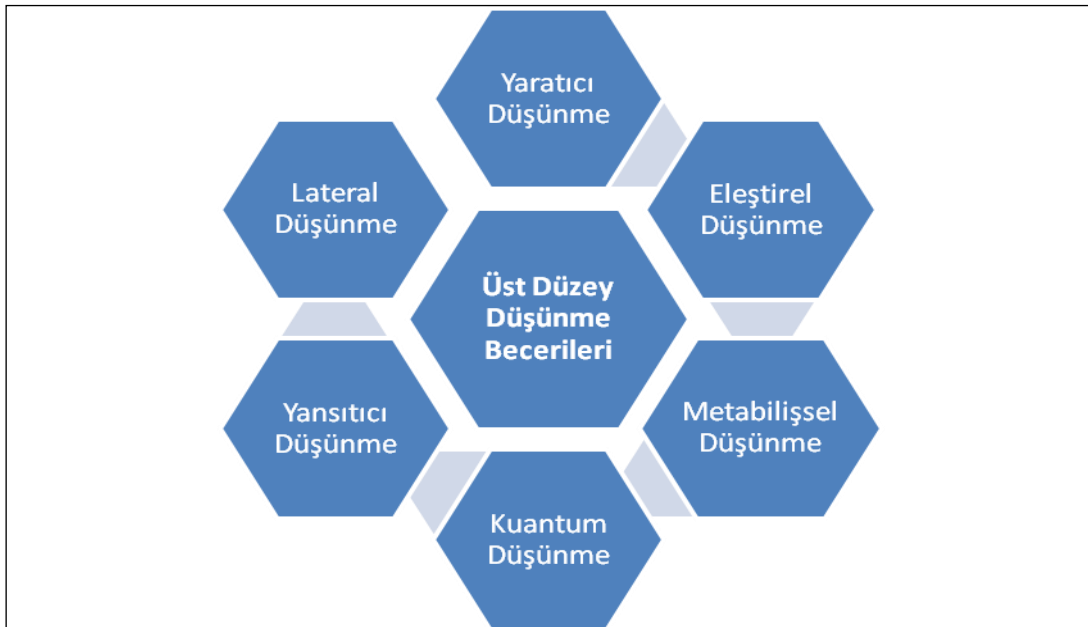 Yaratıcı
Düşünme
Eleştirel
Düşünme
Metabilişsel
Düşünme
Kuantum
Düşünme
Yansıtıcı
Düşünme
Lateral
Düşünme
Üst Düzey
Düşünme
Becerileri